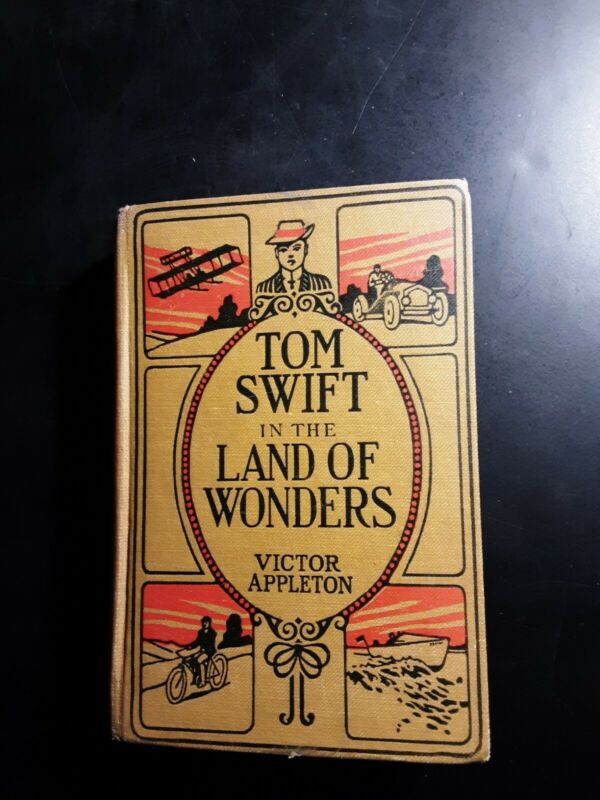 TOM
SWIFT
IN THE
LAND OF
WONDERS
VICTOR
APPLETON